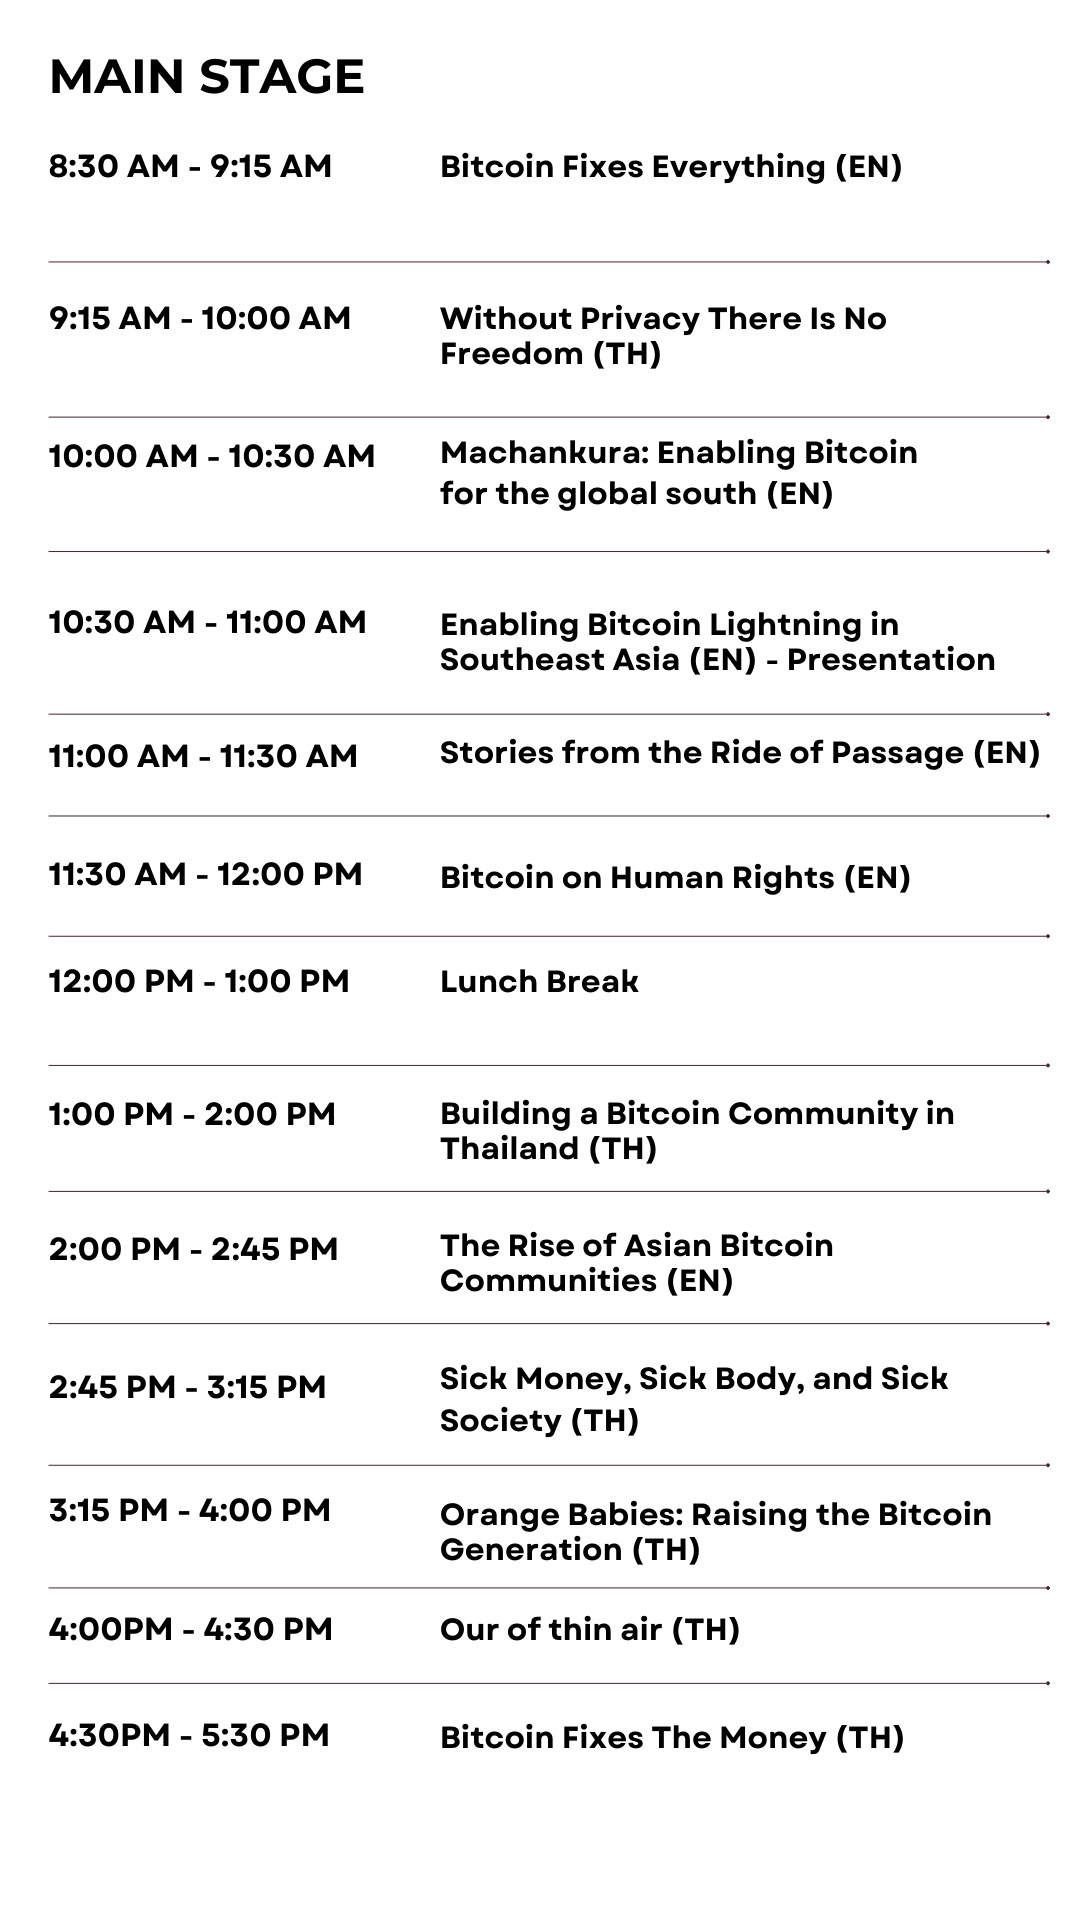 MAIN STAGE
8:30 AM - 9:15 AM Bitcoin Fixes Everything (EN)
9:15 AM - 10:00 AM Without Privacy There Is No
Freedom (TH)
10:00 AM - 10:30 AM Machankura: Enabling Bitcoin
for the global south (EN)
10:30 AM - 11:00 AM Enabling Bitcoin Lightning in
Southeast Asia (EN) - Presentation
11:00 AM - 11:30 AM Stories from the Ride of Passage (EN)
11:30 AM - 12:00 PM Bitcoin on Human Rights (EN)
12:00 PM - 1:00 PM Lunch Break
1:00 PM - 2:00 PM Building a Bitcoin Community in
Thailand (TH)
2:00 PM - 2:45 PM The Rise of Asian Bitcoin
Communities (EN)
2:45 PM - 3:15 PM Sick Money, Sick Body, and Sick
Society (TH)
3:15 PM - 4:00 PM Orange Babies: Raising the Bitcoin
Generation (TH)
4:00PM - 4:30 PM Our of thin air (TH)
4:30PM - 5:30 PM Bitcoin Fixes The Money (TH)